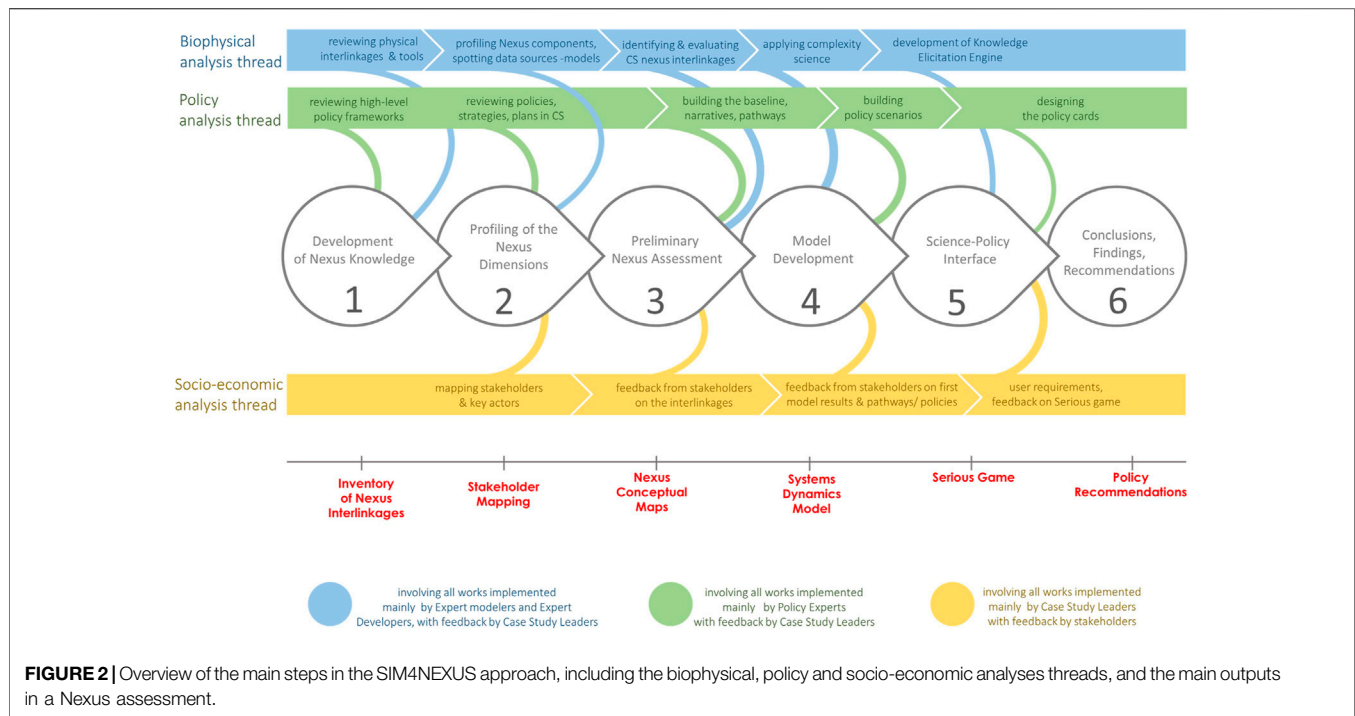 Biophysical
analysis thread
reviewing physical
interlinkages & tools
profiling Nexus components,
spotting data sources -models
identifying & evaluating
CS nexus interlinkages
applying complexity
science
development of Knowledge
Elicitation Engine
Policy
analysis thread
reviewing high-level
policy frameworks
reviewing policies,
strategies, plans in CS
building the baseline,
narratives, pathways
building
policy scenarios
designing
the policy cards
Development
of Nexus Knowledge
1
Profiling of the
Nexus
Dimensions
2
Preliminary
Nexus Assessment
3
Model
Development
4
Science-Policy
Interface
5
Conclusions,
Findings,
Recommendations
6
Socio-economic
analysis thread
mapping stakeholders
& key actors
feedback from stakeholders
on the interlinkages
feedback from stakeholders on first
model results & pathways/ policies
user requirements,
feedback on Serious game
Inventory
of Nexus
Interlinkages
Stakeholder
Mapping
Nexus
Conceptual
Maps
Systems
Dynamics
Model
Serious Game
Policy
Recommendations
involving all works implemented
mainly by Expert modelers and Expert
Developers, with feedback by Case Study Leaders
involving all works implemented
mainly by Policy Experts
with feedback by Case Study Leaders
involving all works implemented
mainly by Case Study Leaders
with feedback by stakeholders
FIGURE 2 | Overview of the main steps in the SIM4NEXUS approach, including the biophysical, policy and socio-economic analyses threads, and the main outputs
in a Nexus assessment.